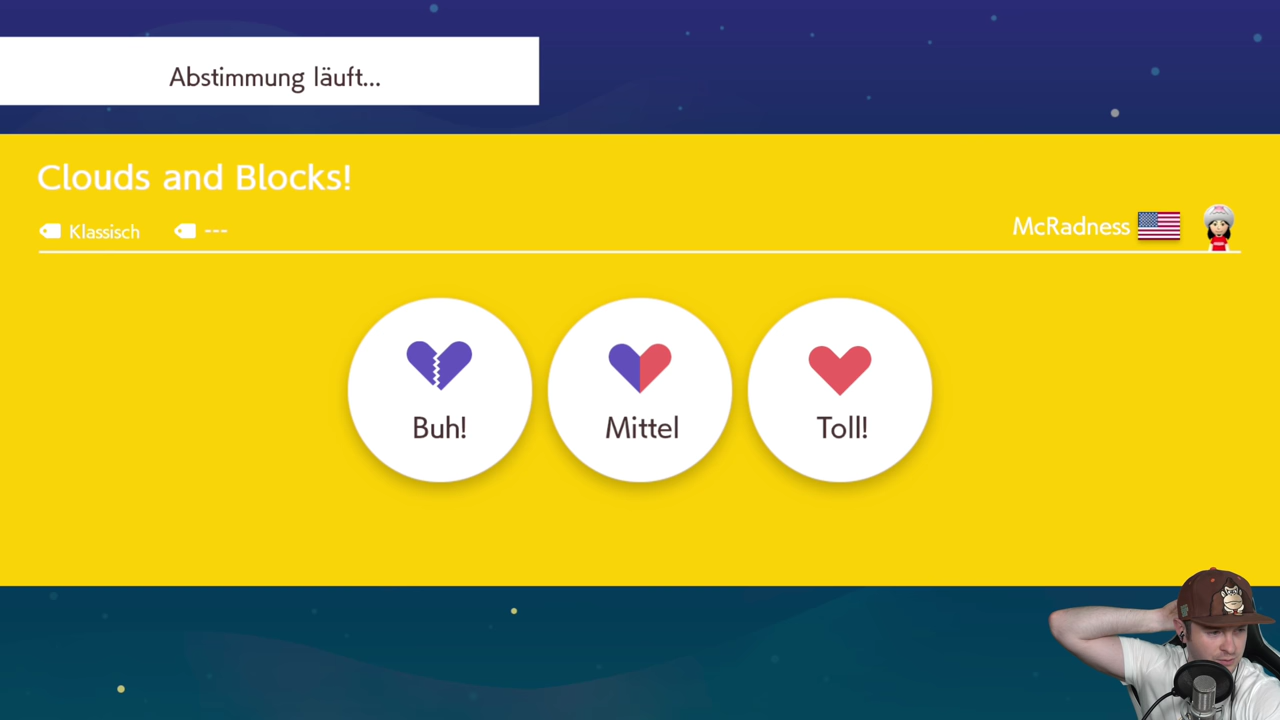 Abstimmung läuft...
Clouds and Blocks!
Klassisch
---
McRadness
Buh!
Mittel
Toll!